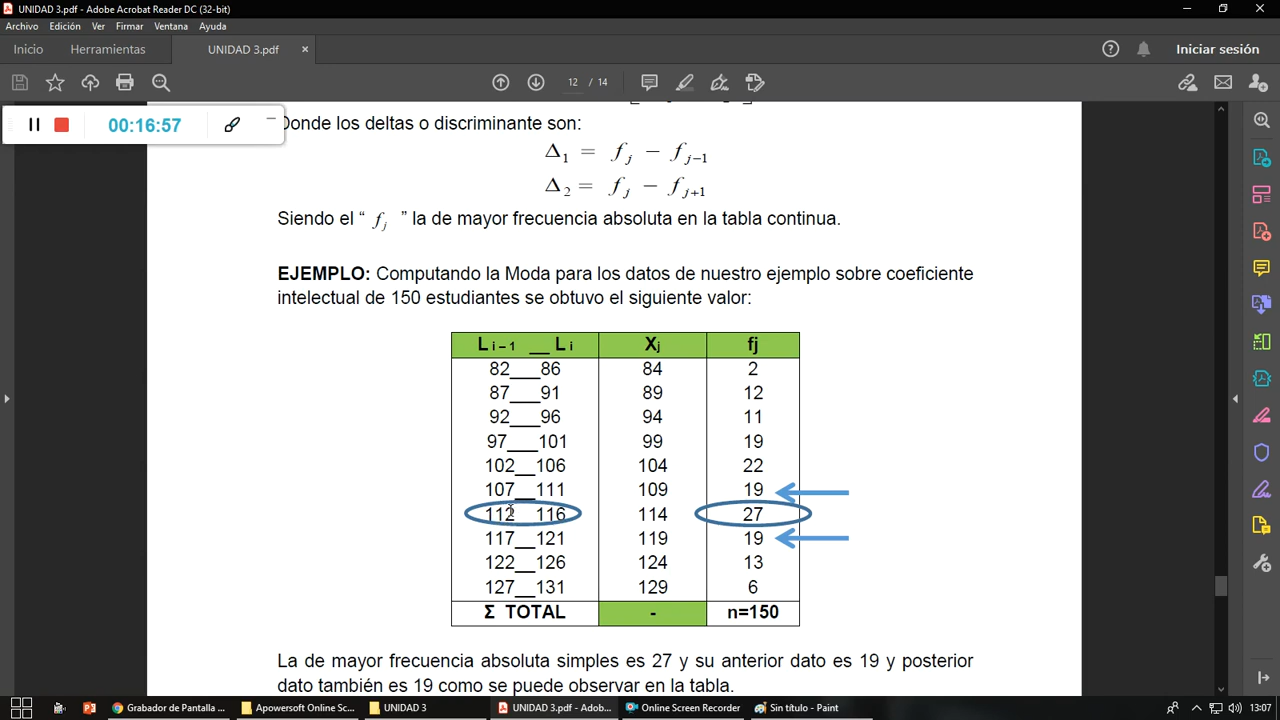 UNIDAD 3.pdf - Adobe Acrobat Reader DC (32-bit)
Archivo Edición Ver Firmar Ventana Ayuda
Inicio Herramientas UNIDAD 3.pdf × Iniciar sesión
12 / 14
00:16:57
Donde los deltas o discriminante son:
Δ₁ = f j − f j−1
Δ₂ = f j − f j+1
Siendo el “ f j ” la de mayor frecuencia absoluta en la tabla continua.
EJEMPLO: Computando la Moda para los datos de nuestro ejemplo sobre coeficiente
intelectual de 150 estudiantes se obtuvo el siguiente valor:
L i – 1 __ L i Xj fj
82___86 84 2
87___91 89 12
92___96 94 11
97___101 99 19
102__106 104 22
107__111 109 19
112__116 114 27
117__121 119 19
122__126 124 13
127__131 129 6
Σ TOTAL - n=150
La de mayor frecuencia absoluta simples es 27 y su anterior dato es 19 y posterior
dato también es 19 como se puede observar en la tabla.
Grabador de Pantalla ... Apowersoft Online Sc... UNIDAD 3 UNIDAD 3.pdf - Adob... Online Screen Recorder Sin título - Paint 13:07